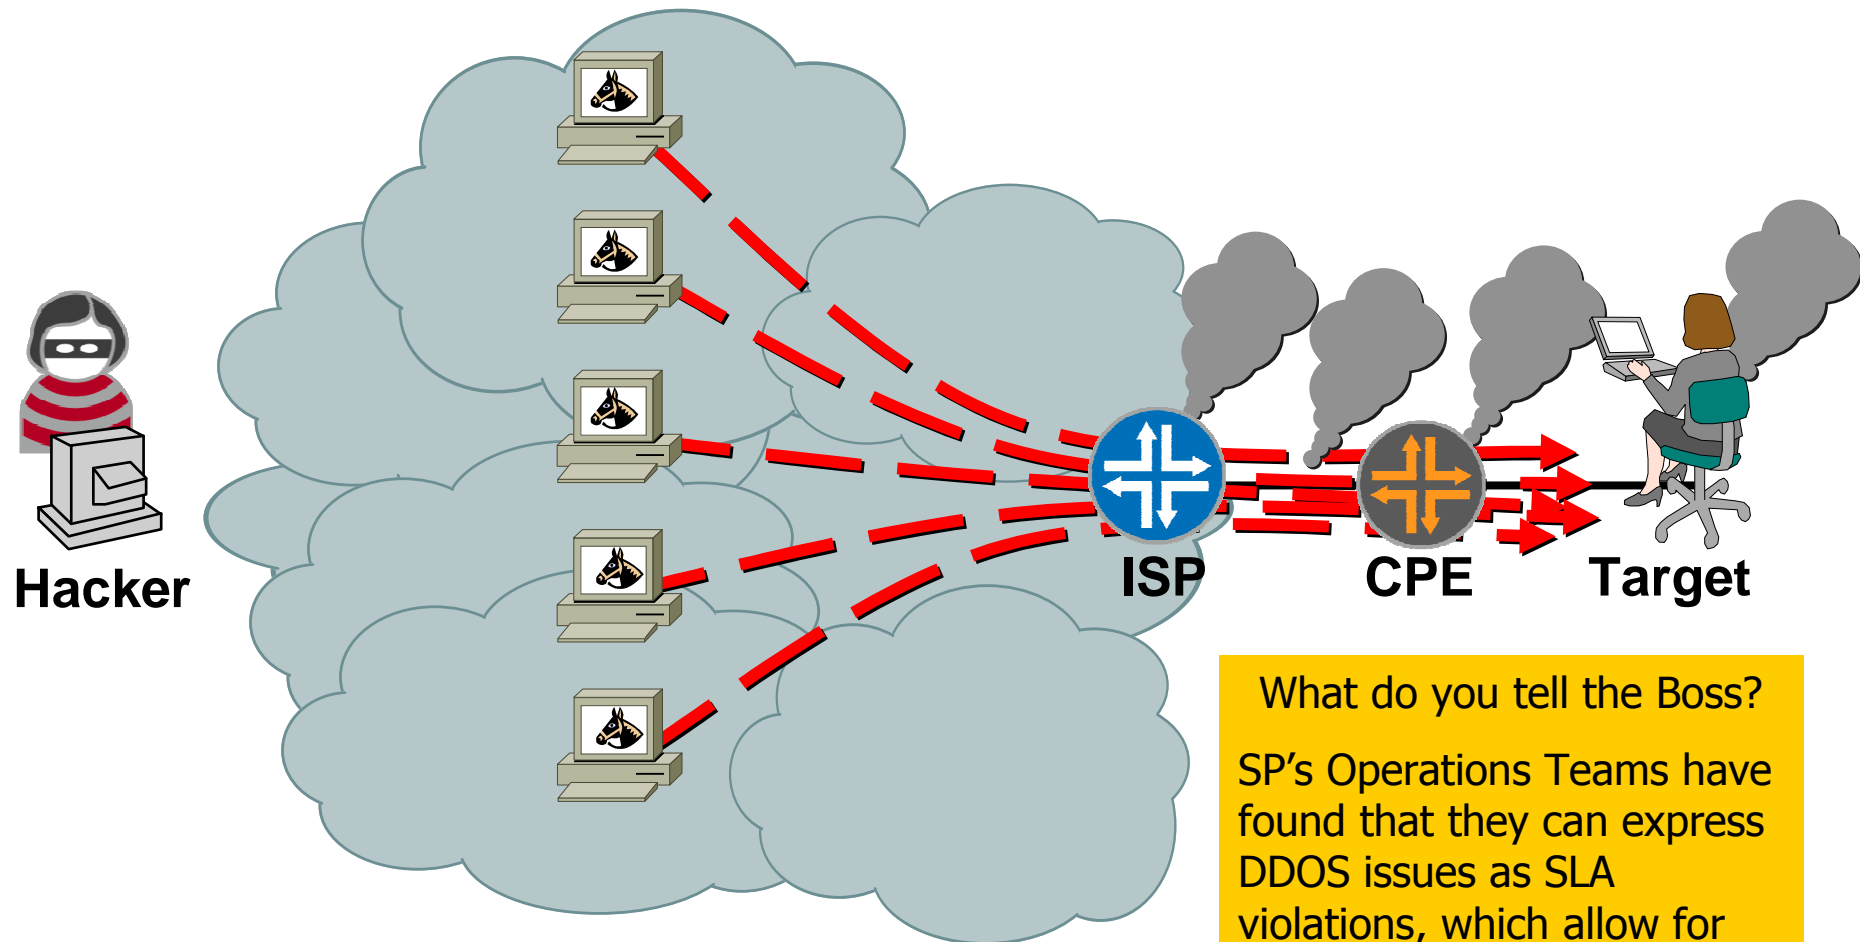 Hacker
ISP
CPE
Target
What do you tell the Boss?
SP’s Operations Teams have
found that they can express
DDOS issues as SLA
violations, which allow for